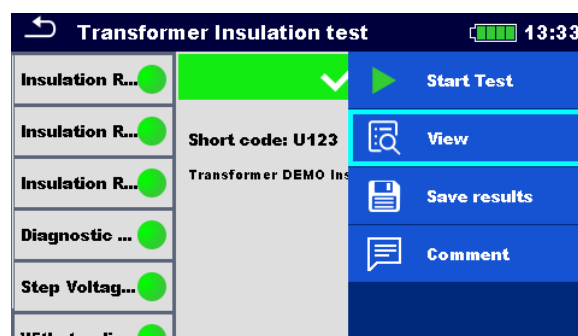 Transformer Insulation test
13:33
Insulation R...
Insulation R...
Insulation R...
Diagnostic ...
Step Voltag...
Short code: U123
Transformer DEMO Ins
Start Test
View
Save results
Comment